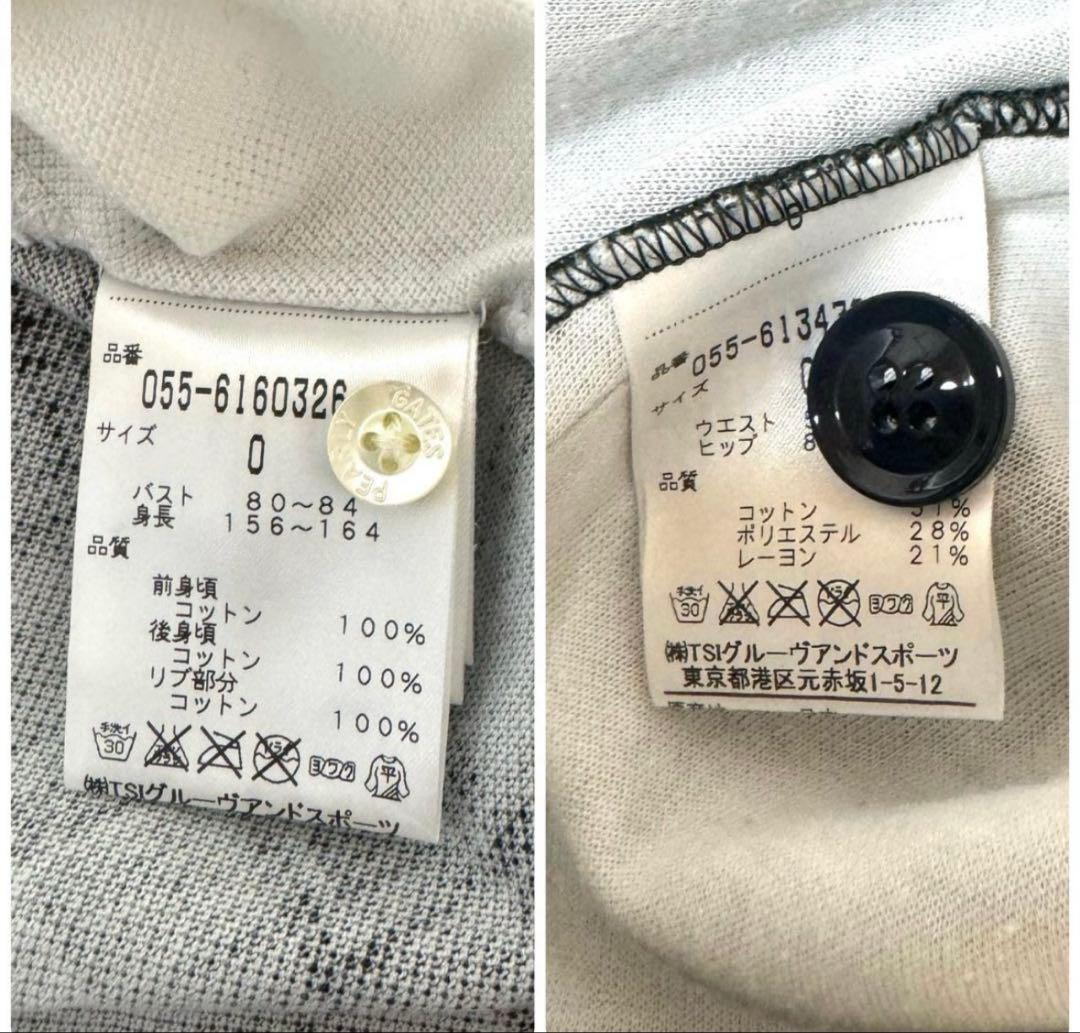 品番
055-6160326
サイズ
0
バスト 80～84
身長 156～164
品質
前身頃
コットン 100%
後身頃
コットン 100%
リブ部分
コットン 100%
手洗イ
30
ヨワク
平
㈱TSIグルーヴアンドスポーツ
PEARLY GATES
品番 055-6134
サイズ
ウエスト
ヒップ 8
品質
コットン 51%
ポリエステル 28%
レーヨン 21%
手洗イ
30
ヨワク
平
㈱TSIグルーヴアンドスポーツ
東京都港区元赤坂1-5-12